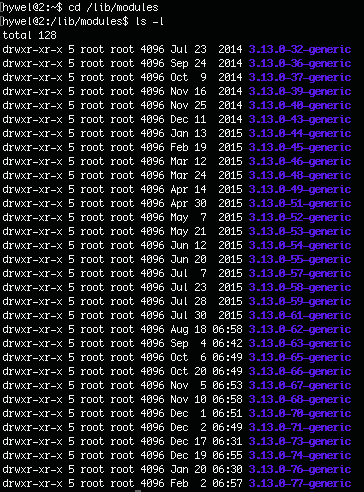 hywel@2:~$ cd /lib/modules
hywel@2:/lib/modules$ ls -l
total 128
drwxr-xr-x 5 root root 4096 Jul 23  2014 3.13.0-32-generic
drwxr-xr-x 5 root root 4096 Sep 24  2014 3.13.0-36-generic
drwxr-xr-x 5 root root 4096 Oct  9  2014 3.13.0-37-generic
drwxr-xr-x 5 root root 4096 Nov 16  2014 3.13.0-39-generic
drwxr-xr-x 5 root root 4096 Nov 25  2014 3.13.0-40-generic
drwxr-xr-x 5 root root 4096 Dec 11  2014 3.13.0-43-generic
drwxr-xr-x 5 root root 4096 Jan 13  2015 3.13.0-44-generic
drwxr-xr-x 5 root root 4096 Feb 19  2015 3.13.0-45-generic
drwxr-xr-x 5 root root 4096 Mar 12  2015 3.13.0-46-generic
drwxr-xr-x 5 root root 4096 Mar 24  2015 3.13.0-48-generic
drwxr-xr-x 5 root root 4096 Apr 14  2015 3.13.0-49-generic
drwxr-xr-x 5 root root 4096 Apr 30  2015 3.13.0-51-generic
drwxr-xr-x 5 root root 4096 May  7  2015 3.13.0-52-generic
drwxr-xr-x 5 root root 4096 May 21  2015 3.13.0-53-generic
drwxr-xr-x 5 root root 4096 Jun 12  2015 3.13.0-54-generic
drwxr-xr-x 5 root root 4096 Jun 20  2015 3.13.0-55-generic
drwxr-xr-x 5 root root 4096 Jul  7  2015 3.13.0-57-generic
drwxr-xr-x 5 root root 4096 Jul 23  2015 3.13.0-58-generic
drwxr-xr-x 5 root root 4096 Jul 28  2015 3.13.0-59-generic
drwxr-xr-x 5 root root 4096 Jul 30  2015 3.13.0-61-generic
drwxr-xr-x 5 root root 4096 Aug 18 06:58 3.13.0-62-generic
drwxr-xr-x 5 root root 4096 Sep  4 06:42 3.13.0-63-generic
drwxr-xr-x 5 root root 4096 Oct  6 06:49 3.13.0-65-generic
drwxr-xr-x 5 root root 4096 Oct 20 06:49 3.13.0-66-generic
drwxr-xr-x 5 root root 4096 Nov  5 06:53 3.13.0-67-generic
drwxr-xr-x 5 root root 4096 Nov 10 06:58 3.13.0-68-generic
drwxr-xr-x 5 root root 4096 Dec  1 06:51 3.13.0-70-generic
drwxr-xr-x 5 root root 4096 Dec  2 06:49 3.13.0-71-generic
drwxr-xr-x 5 root root 4096 Dec 17 06:31 3.13.0-73-generic
drwxr-xr-x 5 root root 4096 Dec 19 06:55 3.13.0-74-generic
drwxr-xr-x 5 root root 4096 Jan 20 06:30 3.13.0-76-generic
drwxr-xr-x 5 root root 4096 Feb  2 06:57 3.13.0-77-generic